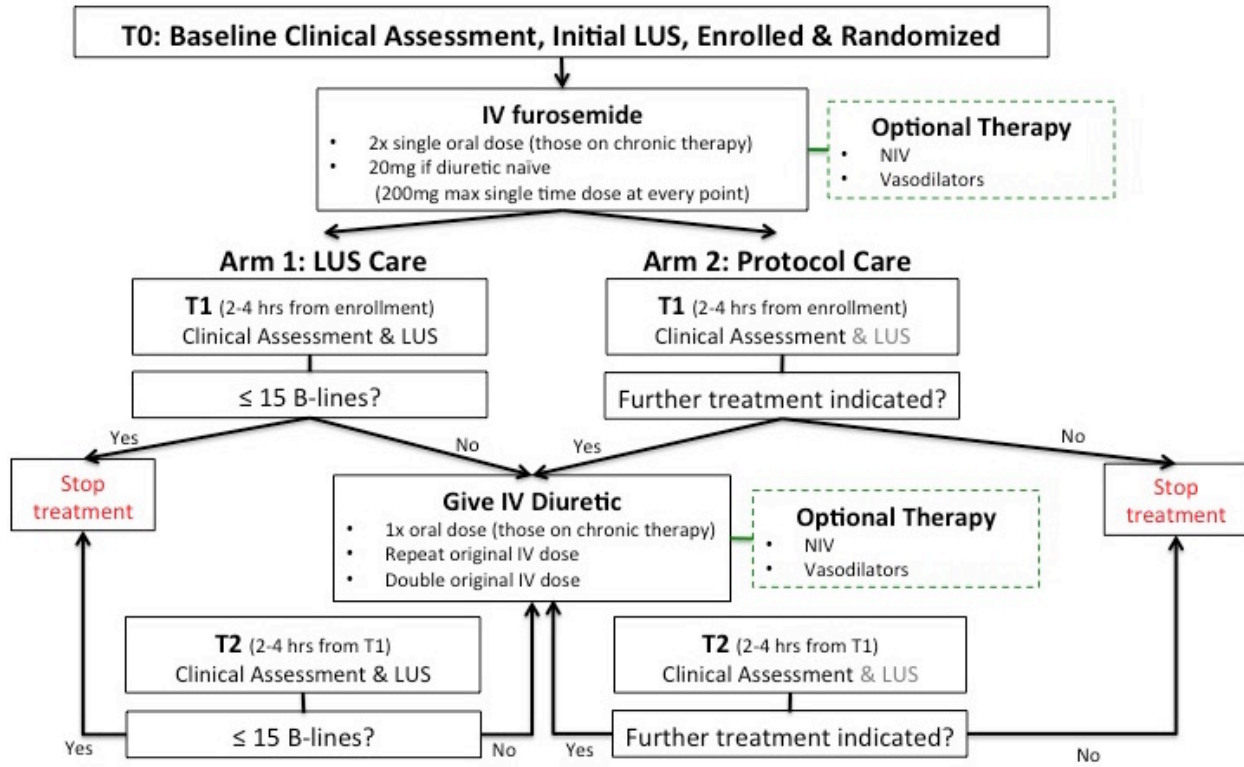 T0: Baseline Clinical Assessment, Initial LUS, Enrolled & Randomized
IV furosemide
• 2x single oral dose (those on chronic therapy)
• 20mg if diuretic naïve
(200mg max single time dose at every point)
Optional Therapy
• NIV
• Vasodilators
Arm 1: LUS Care
Arm 2: Protocol Care
T1 (2-4 hrs from enrollment)
Clinical Assessment & LUS
T1 (2-4 hrs from enrollment)
Clinical Assessment & LUS
≤ 15 B-lines?
Further treatment indicated?
Yes
No
Yes
No
Stop
treatment
Give IV Diuretic
• 1x oral dose (those on chronic therapy)
• Repeat original IV dose
• Double original IV dose
Optional Therapy
• NIV
• Vasodilators
Stop
treatment
T2 (2-4 hrs from T1)
Clinical Assessment & LUS
T2 (2-4 hrs from T1)
Clinical Assessment & LUS
Yes
≤ 15 B-lines?
No
Yes
Further treatment indicated?
No